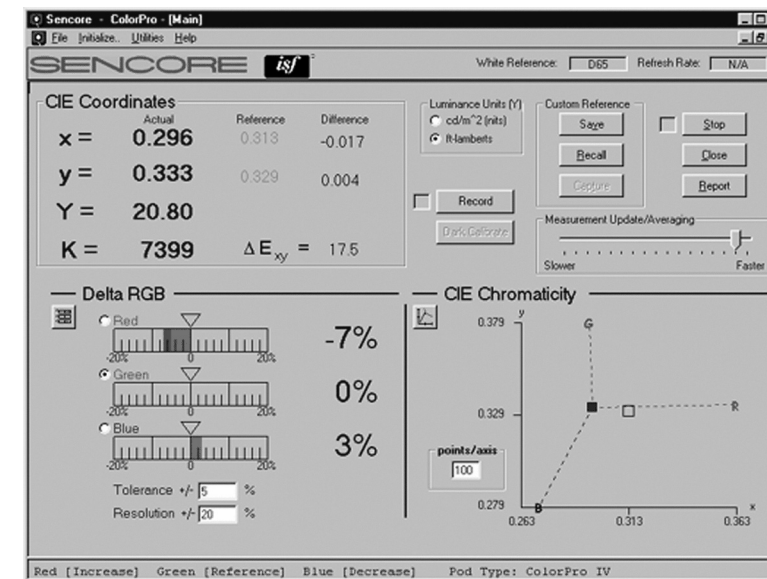 Sencore - ColorPro - [Main]
File Initialize.. Utilities Help
SENCORE isf White Reference: D65 Refresh Rate: N/A
CIE Coordinates
Actual Reference Difference
x = 0.296 0.313 -0.017
y = 0.333 0.329 0.004
Y = 20.80
K = 7399 Δ Exy = 17.5
Luminance Units (Y)
cd/m^2 (nits)
ft-lamberts
Record
Dark Calibrate
Custom Reference
Save
Recall
Capture
Stop
Close
Report
Measurement Update/Averaging
Slower Faster
Delta RGB
Red
-20% 0 20%
-7%
Green
-20% 0 20%
0%
Blue
-20% 0 20%
3%
Tolerance +/- 5 %
Resolution +/- 20 %
CIE Chromaticity
y
0.379 G
0.329 R
points/axis
100
0.279 B x
0.263 0.313 0.363
Red [Increase] Green [Reference] Blue [Decrease] Pod Type: ColorPro IV